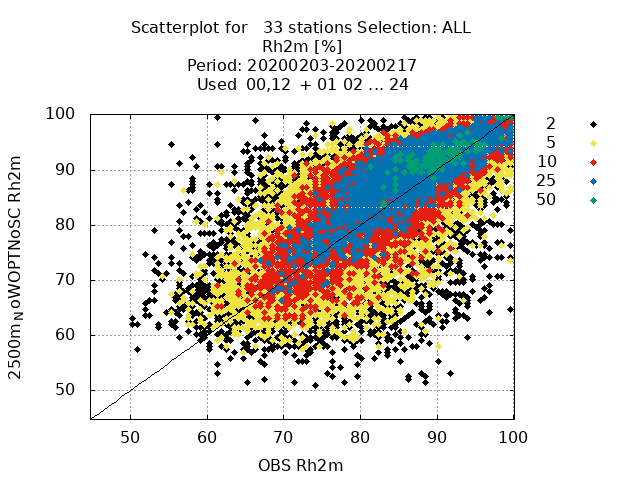 Scatterplot for   33 stations Selection: ALL
Rh2m [%]
Period: 20200203-20200217
Used  00,12  + 01 02 ... 24
2500m_NoWOPTNoSC Rh2m
100
90
80
70
60
50
50 60 70 80 90 100
OBS Rh2m
2
5
10
25
50